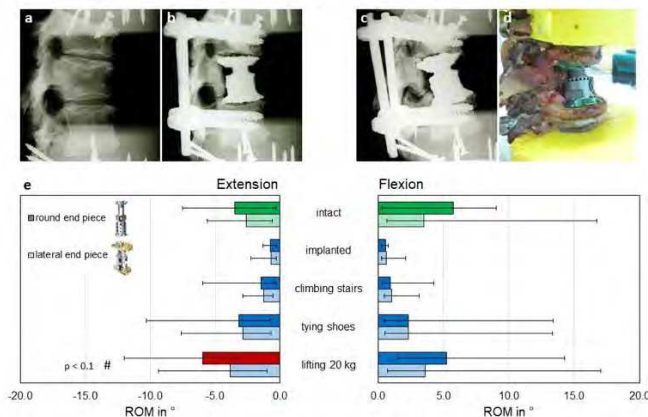 a
b
c
d
e
Extension
Flexion
round end piece
lateral end piece
intact
implanted
climbing stairs
tying shoes
lifting 20 kg
p < 0.1 #
-20.0 -15.0 -10.0 -5.0 0.0
0.0 5.0 10.0 15.0 20.0
ROM in °
ROM in °